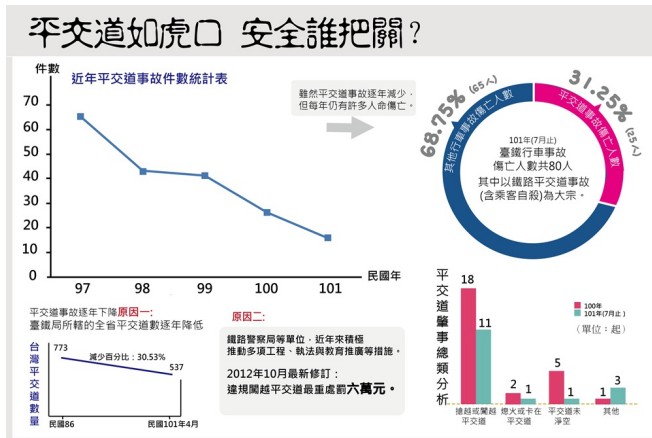 平交道如虎口 安全誰把關?
件數
近年平交道事故件數統計表
70
60
50
40
30
20
10
0
97
98
99
100
101
民國年
雖然平交道事故逐年減少,
但每年仍有許多人命傷亡。
68.75% (65人)
31.25% (25人)
其他行車事故傷亡人數
平交道事故傷亡人數
101年(7月止)
臺鐵行車事故
傷亡人數共80人
其中以鐵路平交道事故
(含乘客自殺)為大宗。
平交道事故逐年下降原因一:
臺鐵局所轄的全省平交道數逐年降低
台灣平交道數量
773
減少百分比:30.53%
537
民國86
民國101年4月
原因二:
鐵路警察局等單位,近年來積極
推動多項工程、執法與教育推廣等措施。
2012年10月最新修訂:
違規闖越平交道最重處罰六萬元。
平交道肇事總類分析
18
11
2
1
5
1
1
3
100年
101年(7月止)
(單位:起)
搶越或闖越
平交道
熄火或卡在
平交道
平交道未
淨空
其他